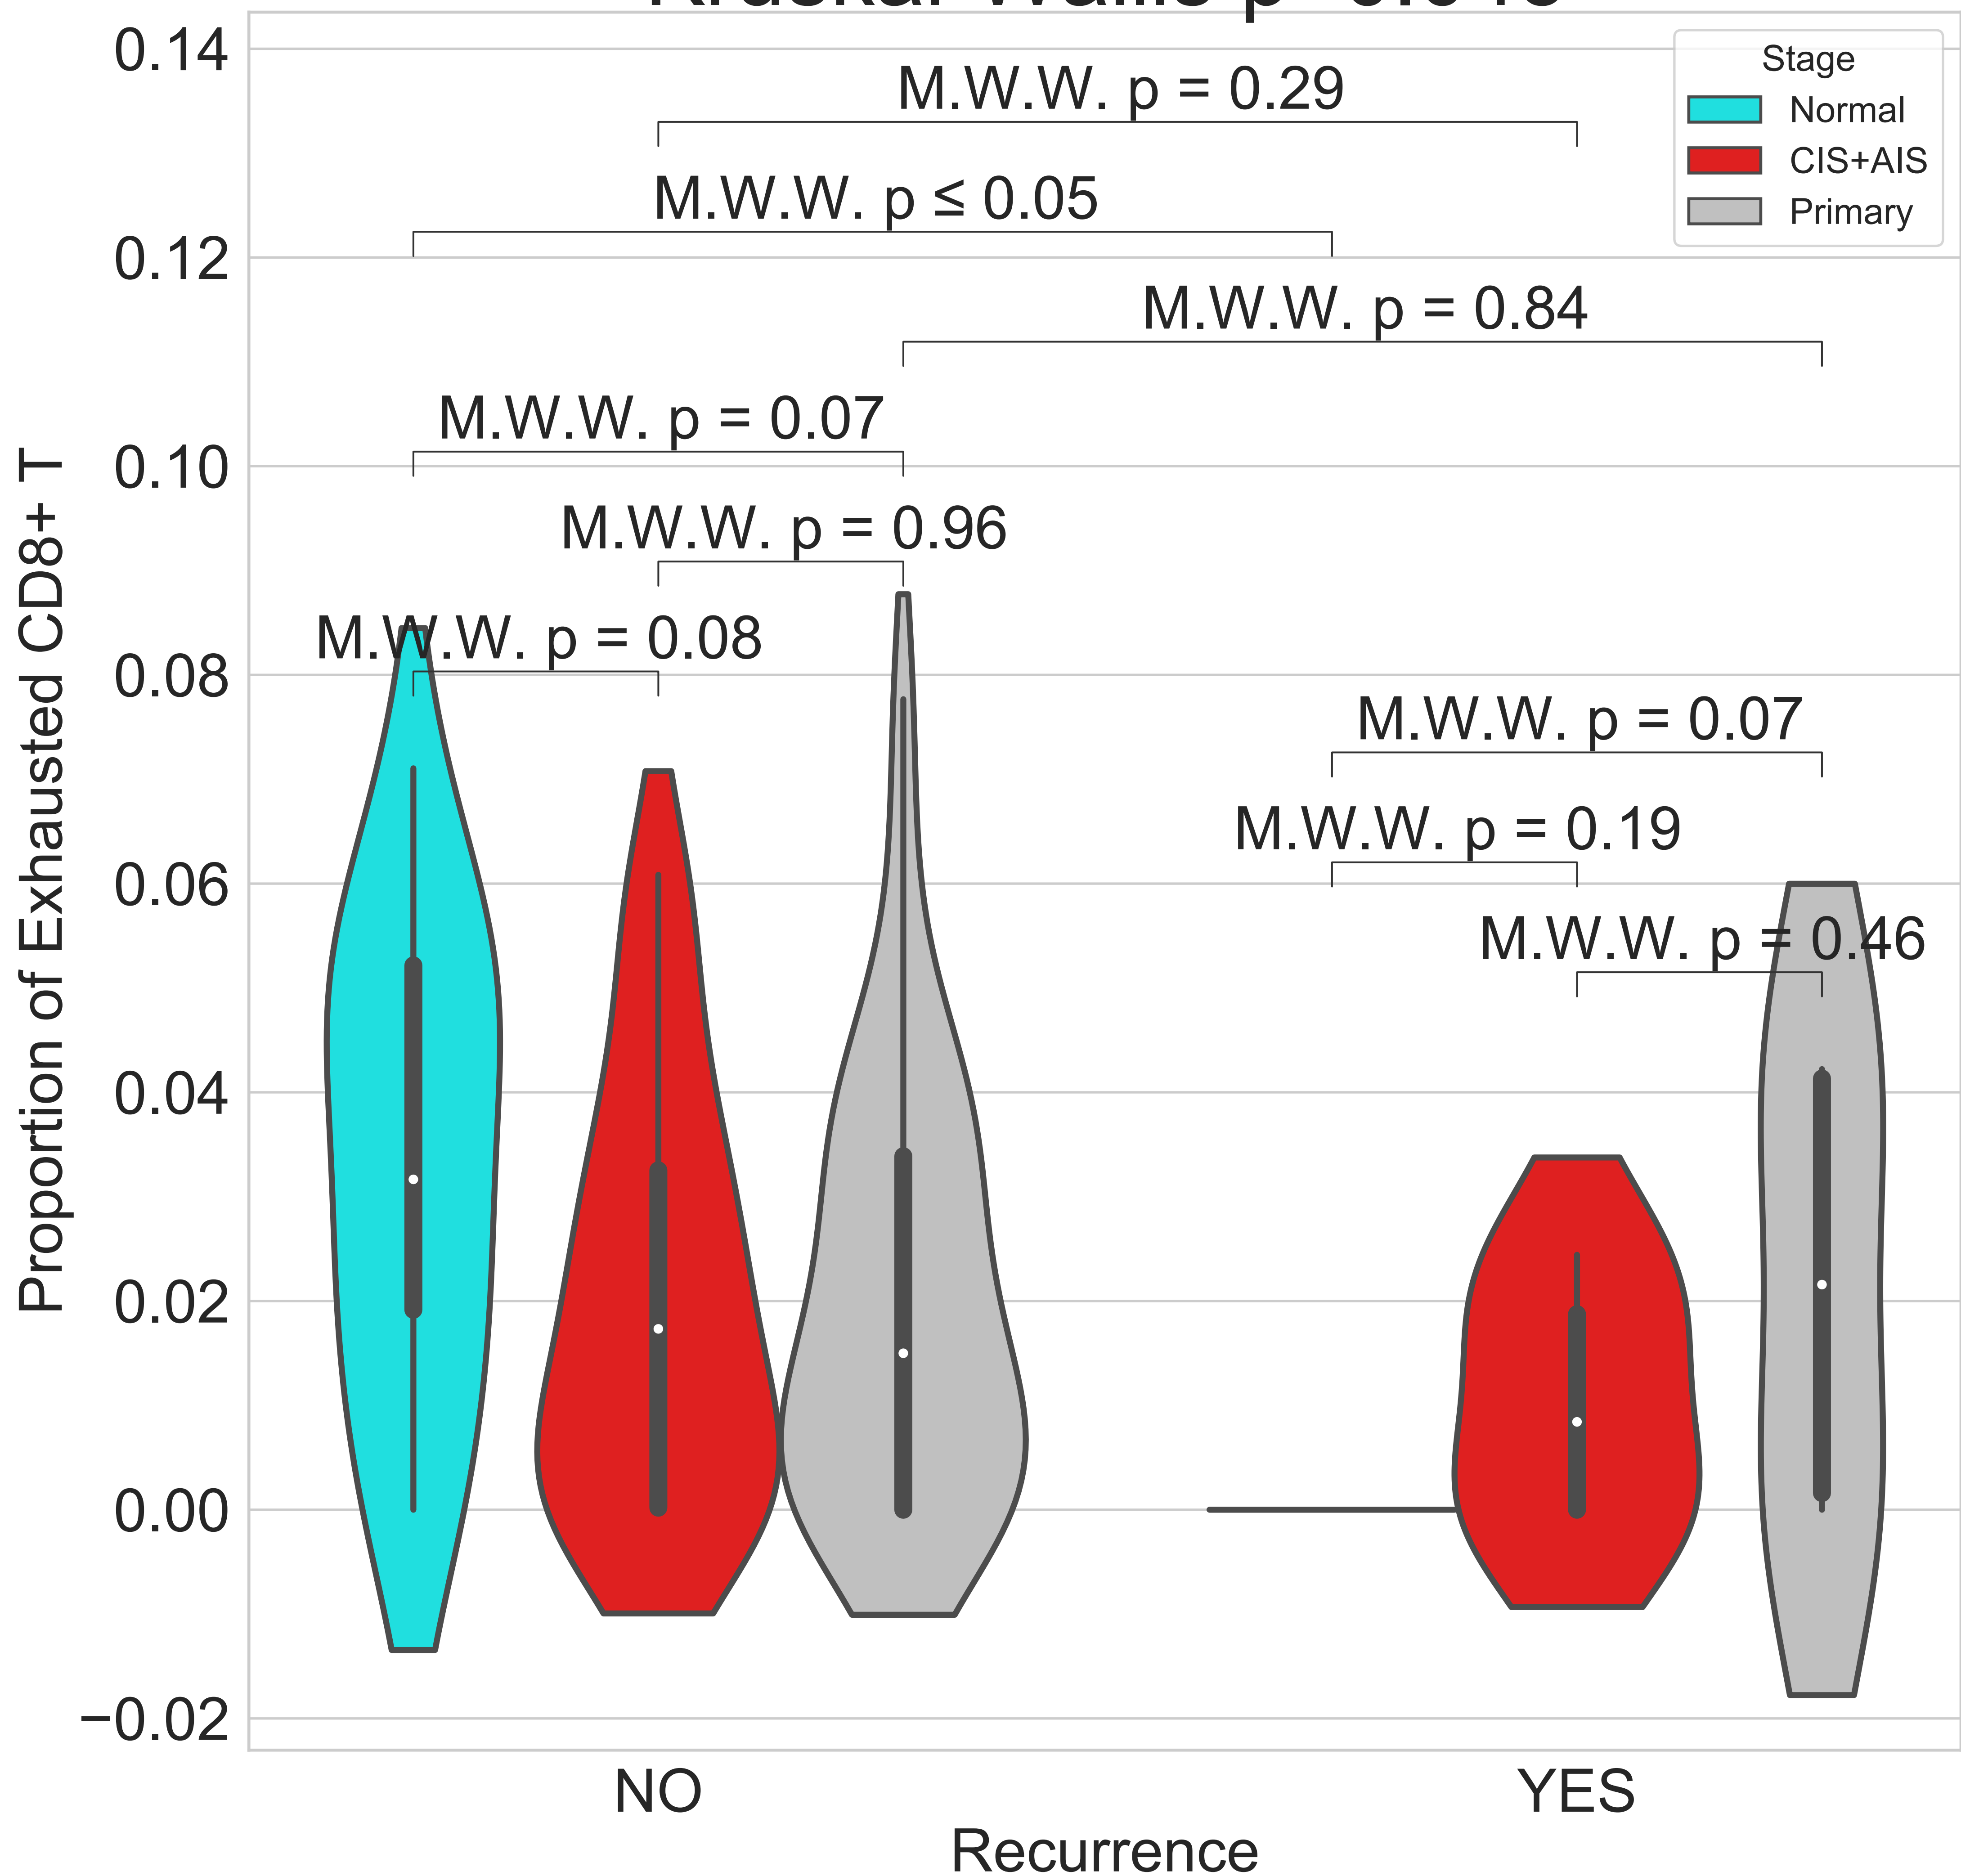 0.14
0.12
0.10
0.08
0.06
0.04
0.02
0.00
−0.02
Proportion of Exhausted CD8+ T
M.W.W. p = 0.29
M.W.W. p ≤ 0.05
M.W.W. p = 0.84
M.W.W. p = 0.07
M.W.W. p = 0.96
M.W.W. p = 0.08
M.W.W. p = 0.07
M.W.W. p = 0.19
M.W.W. p = 0.46
Stage
Normal
CIS+AIS
Primary
NO
YES
Recurrence